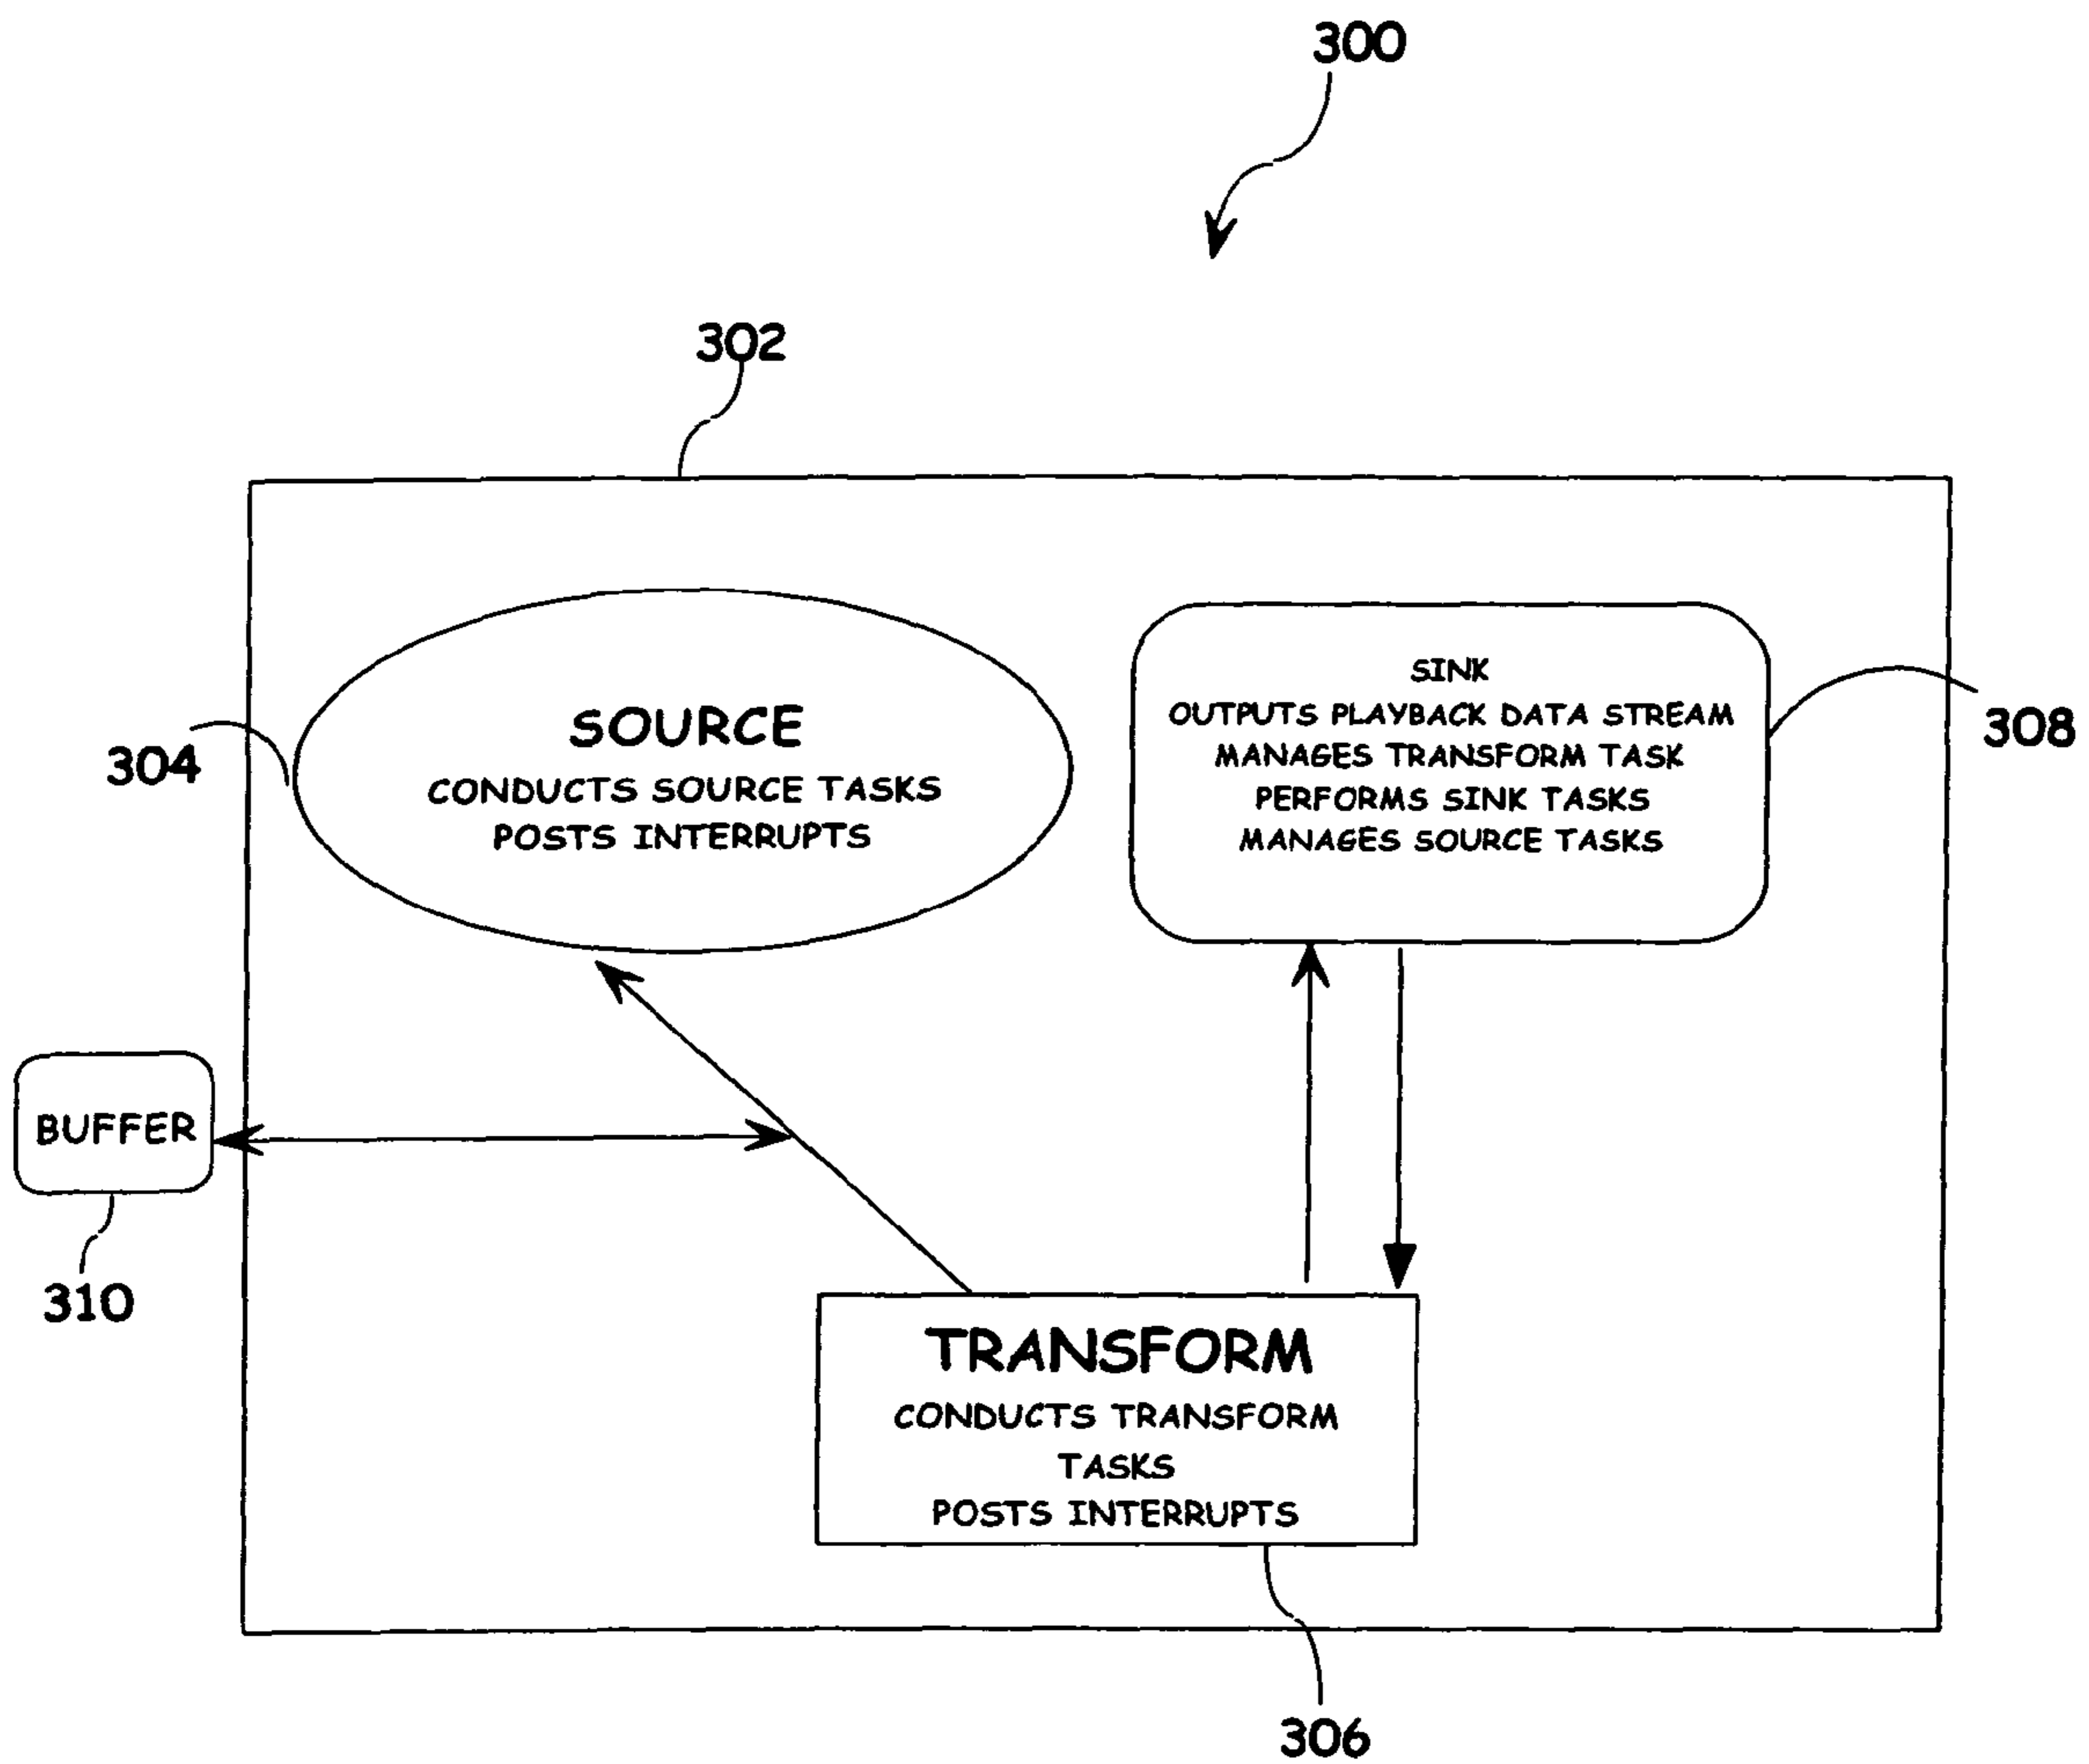 300
302
SOURCE
CONDUCTS SOURCE TASKS
POSTS INTERRUPTS
304
SINK
OUTPUTS PLAYBACK DATA STREAM
MANAGES TRANSFORM TASK
PERFORMS SINK TASKS
MANAGES SOURCE TASKS
308
BUFFER
310
TRANSFORM
CONDUCTS TRANSFORM
TASKS
POSTS INTERRUPTS
306